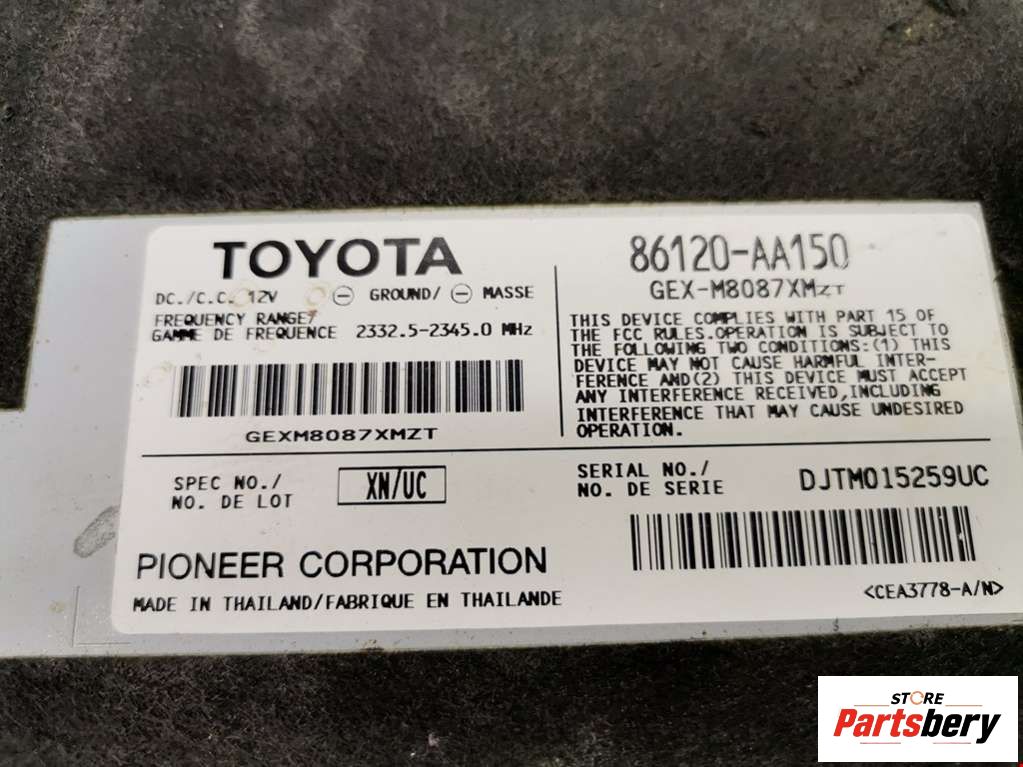 TOYOTA
DC./C.C. 12V ⊖ GROUND/ ⊖ MASSE
FREQUENCY RANGE/
GAMME DE FREQUENCE 2332.5-2345.0 MHz
GEXM8087XMZT
86120-AA150
GEX-M8087XMZT
THIS DEVICE COMPLIES WITH PART 15 OF
THE FCC RULES.OPERATION IS SUBJECT TO
THE FOLLOWING TWO CONDITIONS:(1) THIS
DEVICE MAY NOT CAUSE HARMFUL INTER-
FERENCE AND(2) THIS DEVICE MUST ACCEPT
ANY INTERFERENCE RECEIVED,INCLUDING
INTERFERENCE THAT MAY CAUSE UNDESIRED
OPERATION.
SPEC NO./
NO. DE LOT
XN/UC
SERIAL NO./
NO. DE SERIE
DJTM015259UC
PIONEER CORPORATION
MADE IN THAILAND/FABRIQUE EN THAILANDE
<CEA3778-A/N>
STORE
Partsbery